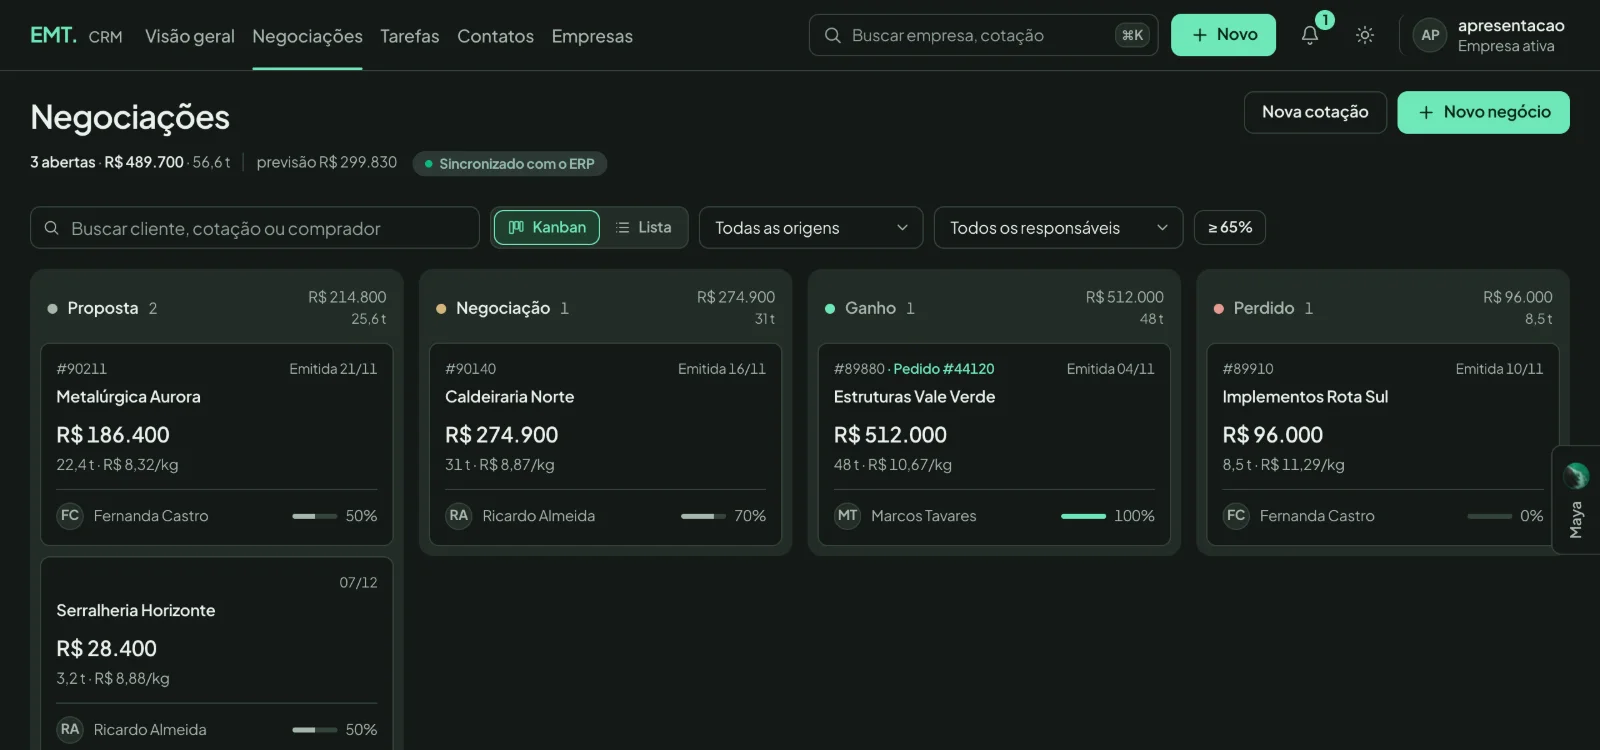 EMT. CRM Visão geral Negociações Tarefas Contatos Empresas Buscar empresa, cotação ⌘K + Novo 1 AP apresentacao
Empresa ativa
Negociações
Nova cotação + Novo negócio
3 abertas · R$ 489.700 · 56,6 t previsão R$ 299.830 Sincronizado com o ERP
Buscar cliente, cotação ou comprador Kanban Lista Todas as origens Todos os responsáveis ≥ 65%
Proposta 2 R$ 214.800
25,6 t
#90211 Emitida 21/11
Metalúrgica Aurora
R$ 186.400
22,4 t · R$ 8,32/kg
FC Fernanda Castro 50%
07/12
Serralheria Horizonte
R$ 28.400
3,2 t · R$ 8,88/kg
RA Ricardo Almeida 50%
Negociação 1 R$ 274.900
31 t
#90140 Emitida 16/11
Caldeiraria Norte
R$ 274.900
31 t · R$ 8,87/kg
RA Ricardo Almeida 70%
Ganho 1 R$ 512.000
48 t
#89880 · Pedido #44120 Emitida 04/11
Estruturas Vale Verde
R$ 512.000
48 t · R$ 10,67/kg
MT Marcos Tavares 100%
Perdido 1 R$ 96.000
8,5 t
#89910 Emitida 10/11
Implementos Rota Sul
R$ 96.000
8,5 t · R$ 11,29/kg
FC Fernanda Castro 0%
Maya